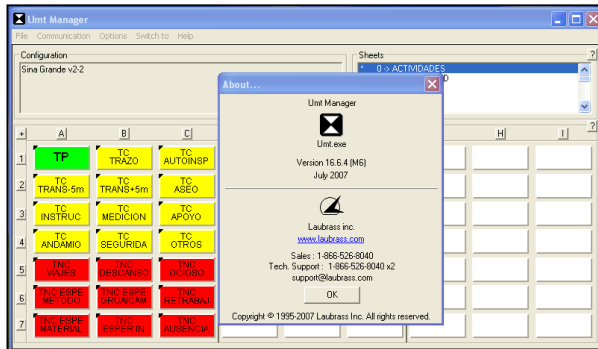 Umt Manager
File Communication Options Switch to Help
Configuration
Sina Grande v2-2
Sheets
* 0 -> ACTIVIDADES
?
About...
Umt Manager
Umt.exe
Version 16.6.4 (M6)
July 2007
Laubrass inc.
www.laubrass.com
Sales : 1-866-526-8040
Tech. Support : 1-866-526-8040 x2
support@laubrass.com
OK
Copyright © 1995-2007 Laubrass Inc. All rights reserved.
+ A B C H I ?
1 TP TC TRAZO TC AUTOINSP
2 TC TRANS-5m TC TRANS+5m TC ASEO
3 TC INSTRUC TC MEDICION TC APOYO
4 TC ANDAMIO TC SEGURIDA TC OTROS
5 TNC VIAJES TNC DESCANSO TNC OCIOSO
6 TNC ESPE METODO TNC ESPE GRUA/CAM TNC RETRABAJ
7 TNC ESPE MATERIAL TNC ESPER IN TNC AUSENCIA